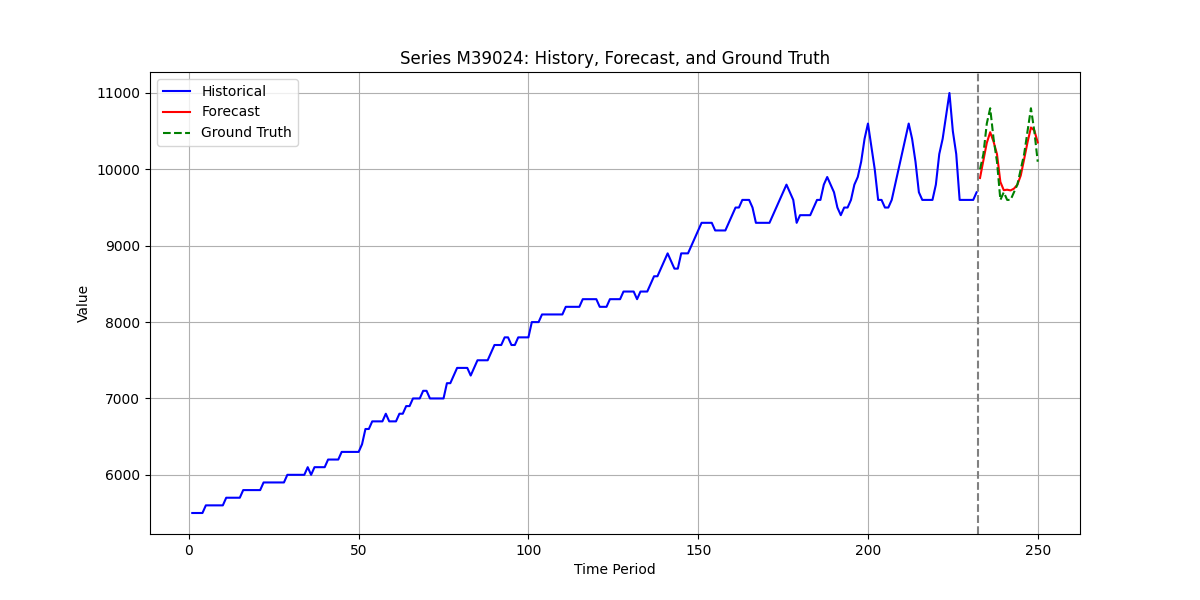 Series M39024: History, Forecast, and Ground Truth
Historical
Forecast
Ground Truth
11000
10000
9000
8000
7000
6000
Value
0 50 100 150 200 250
Time Period